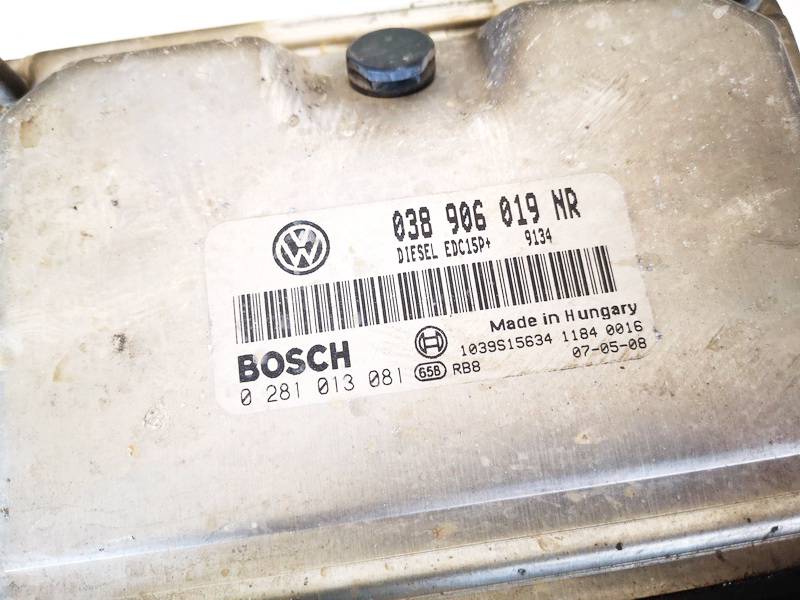 038 906 019 NR
DIESEL EDC15P+ 9134
Made in Hungary
BOSCH
1039S15634 1184 0016
0 281 013 081 658 RB8 07-05-08